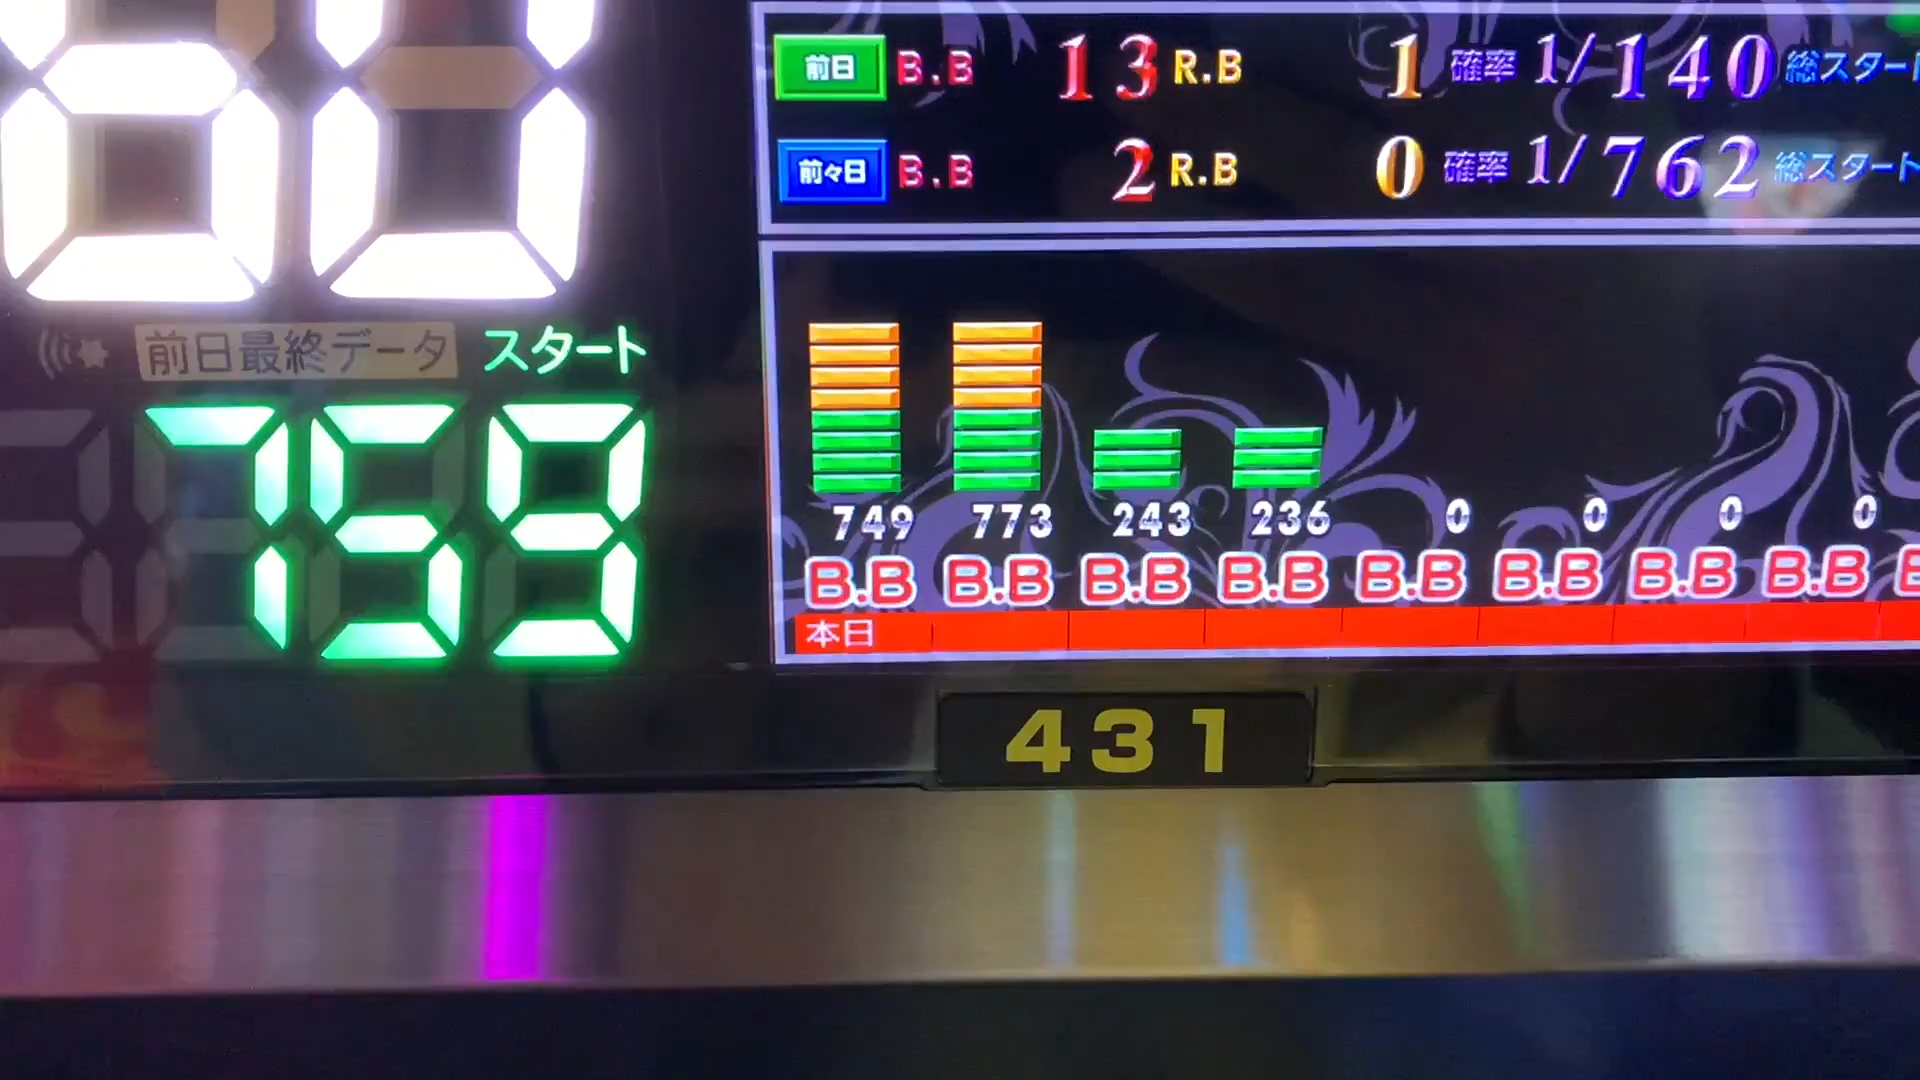 60
前日 B.B 13 R.B 1 確率 1/140 総スタート
前々日 B.B 2 R.B 0 確率 1/762 総スタート
前日最終データ スタート
759
749 773 243 236 0 0 0 0
B.B B.B B.B B.B B.B B.B B.B B.B
本日
431